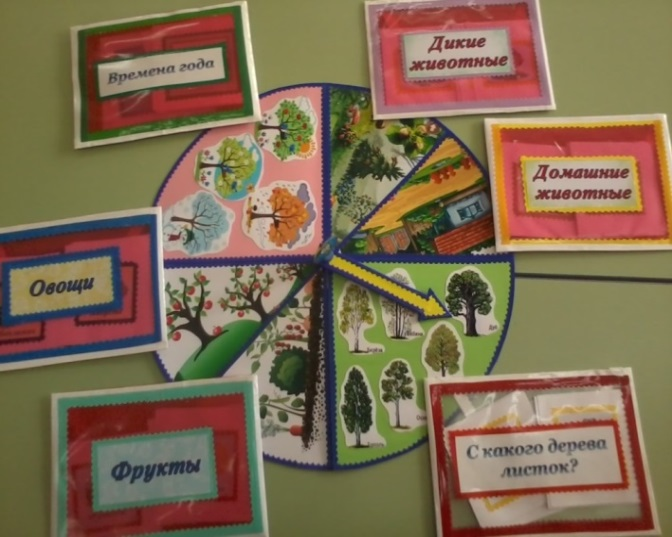 Времена года
Дикие
животные
Домашние
животные
Овощи
Фрукты
С какого дерева
листок?